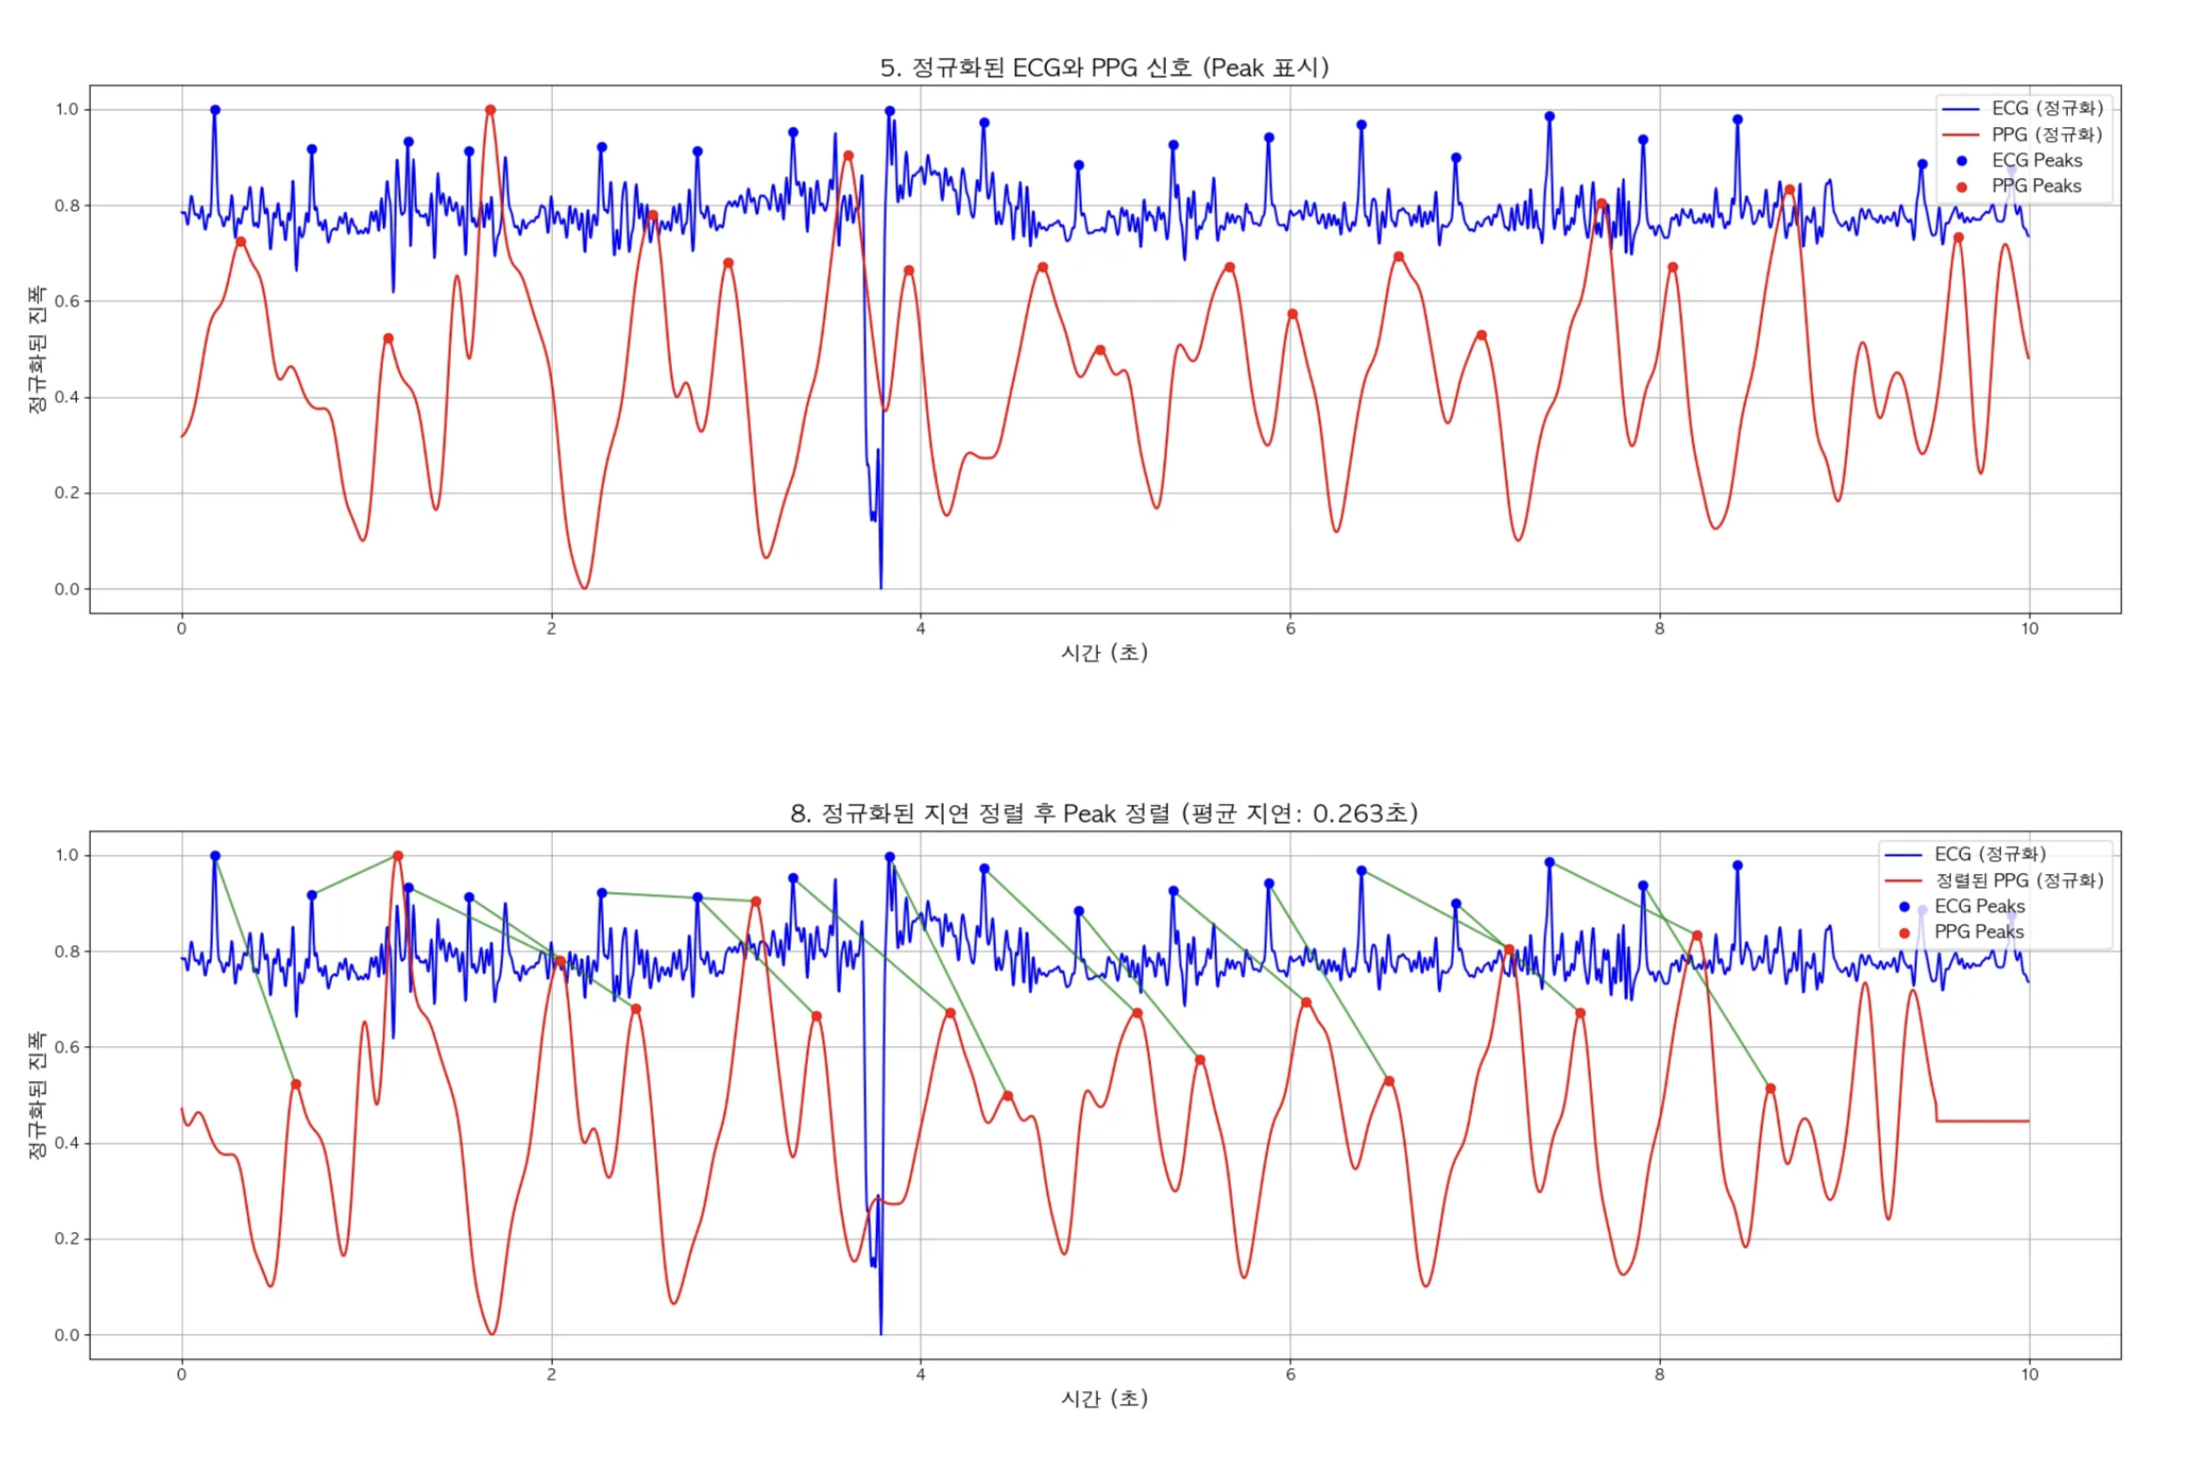 5. 정규화된 ECG와 PPG 신호 (Peak 표시)
정규화된 진폭
1.0
0.8
0.6
0.4
0.2
0.0
ECG (정규화)
PPG (정규화)
ECG Peaks
PPG Peaks
0 2 4 6 8 10
시간 (초)
8. 정규화된 지연 정렬 후 Peak 정렬 (평균 지연: 0.263초)
정규화된 진폭
1.0
0.8
0.6
0.4
0.2
0.0
ECG (정규화)
정렬된 PPG (정규화)
ECG Peaks
PPG Peaks
0 2 4 6 8 10
시간 (초)